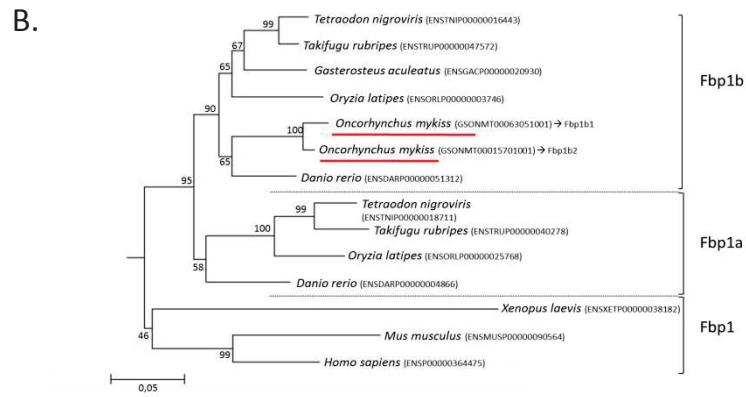 B.
99
Tetraodon nigroviris (ENSTNIP00000016443)
67
Takifugu rubripes (ENSTRUP00000047572)
65
Gasterosteus aculeatus (ENSGACP00000020930)
Oryzia latipes (ENSORLP00000003746)
90
Fbp1b
100
Oncorhynchus mykiss (GSONMT00063051001) → Fbp1b1
Oncorhynchus mykiss (GSONMT00015701001) → Fbp1b2
65
Danio rerio (ENSDARP00000051312)
95
99
Tetraodon nigroviris
(ENSTNIP00000018711)
100
Takifugu rubripes (ENSTRUP00000040278)
Fbp1a
Oryzia latipes (ENSORLP00000025768)
58
Danio rerio (ENSDARP00000004866)
Xenopus laevis (ENSXETP00000038182)
46
Mus musculus (ENSMUSP00000090564)
Fbp1
99
Homo sapiens (ENSP00000364475)
0,05